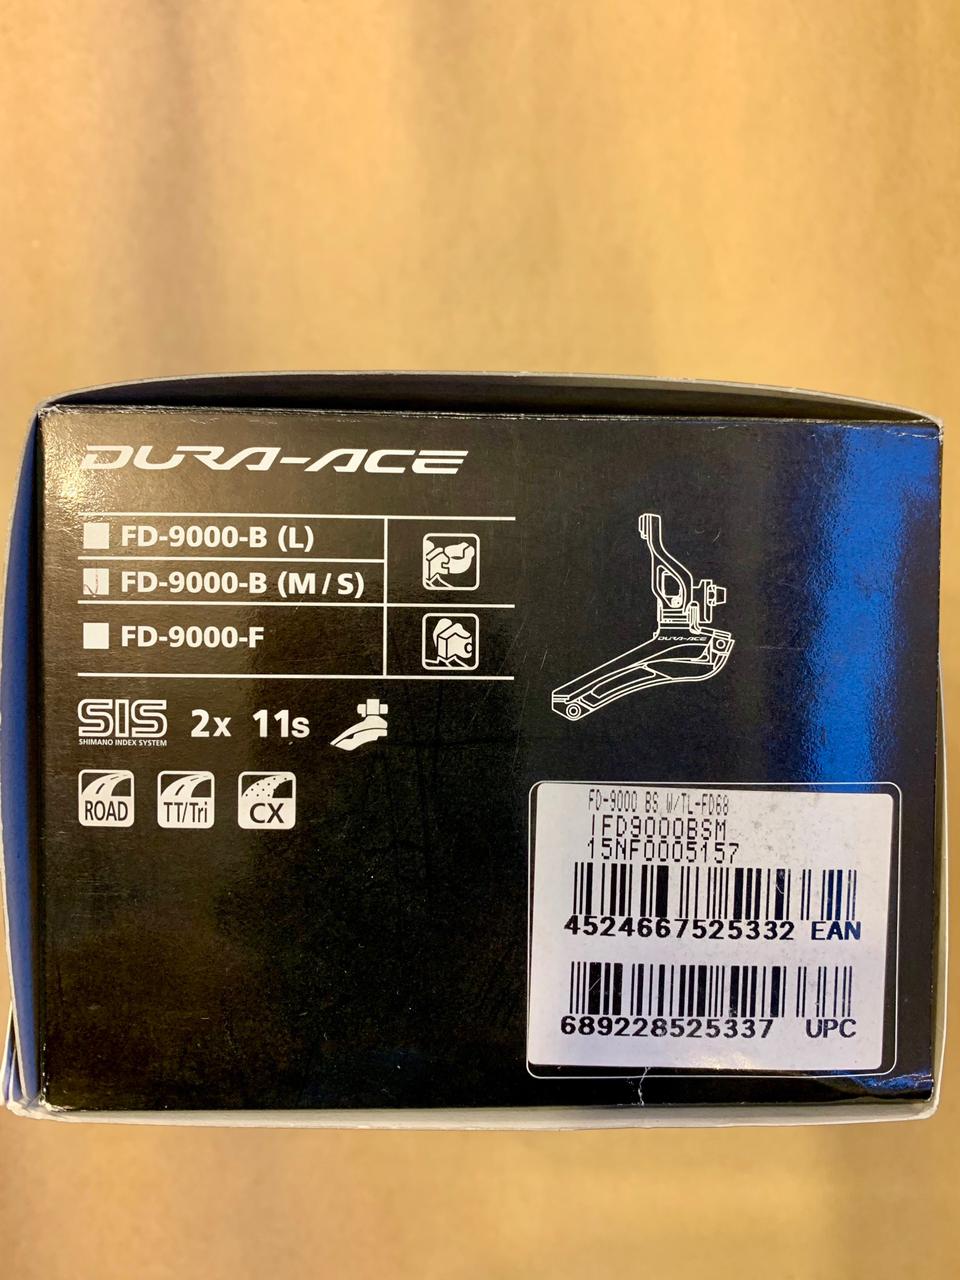 DURA-ACE
FD-9000-B (L)
FD-9000-B (M/S)
FD-9000-F
DURA-ACE
SIS 2x 11s
SHIMANO INDEX SYSTEM
ROAD TT/Tri CX
FD-9000 BS W/TL-FD68
IFD9000BSM
15NF0005157
4524667525332 EAN
689228525337 UPC